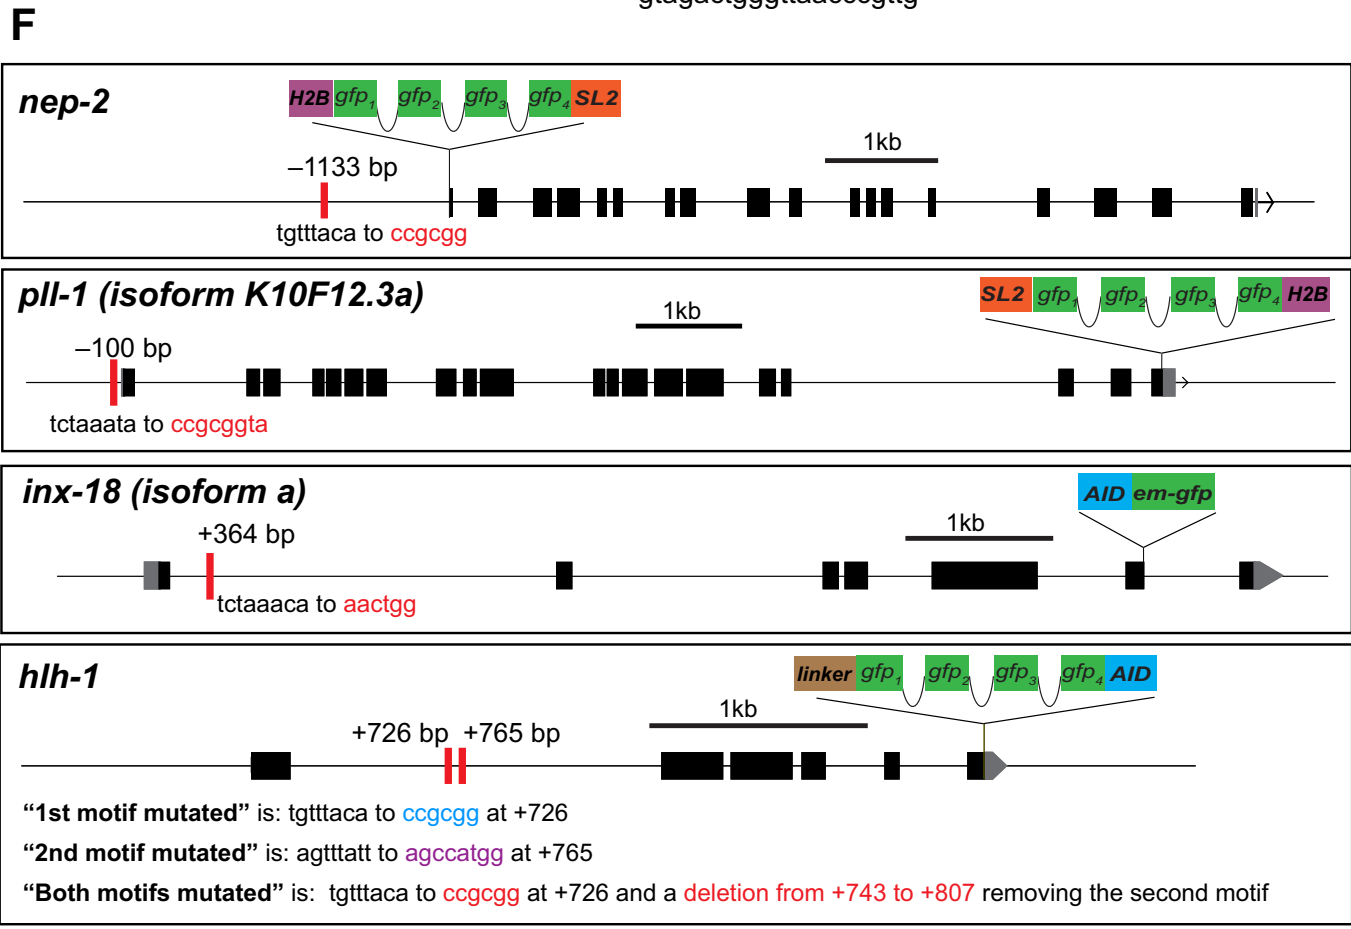 gtagactgggttaacccgttg
F
nep-2
H2B gfp1 gfp2 gfp3 gfp4 SL2
1kb
–1133 bp
tgtttaca to ccgcgg
pll-1 (isoform K10F12.3a)
SL2 gfp1 gfp2 gfp3 gfp4 H2B
1kb
–100 bp
tctaaata to ccgcggta
inx-18 (isoform a)
AID em-gfp
1kb
+364 bp
tctaaaca to aactgg
hlh-1
linker gfp1 gfp2 gfp3 gfp4 AID
1kb
+726 bp +765 bp
“1st motif mutated” is: tgtttaca to ccgcgg at +726
“2nd motif mutated” is: agtttatt to agccatgg at +765
“Both motifs mutated” is: tgtttaca to ccgcgg at +726 and a deletion from +743 to +807 removing the second motif